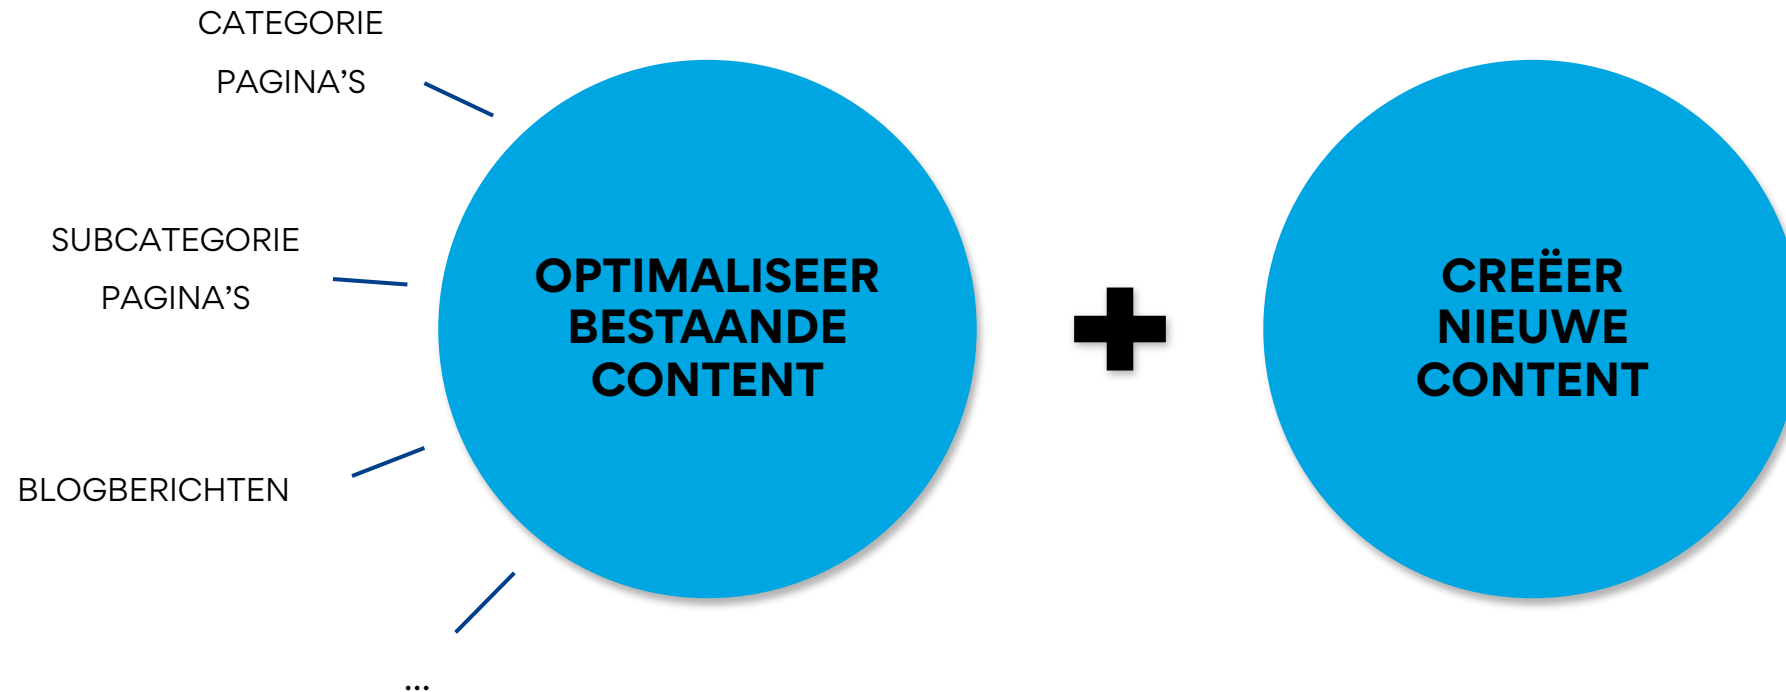 CATEGORIE
PAGINA’S
SUBCATEGORIE
PAGINA’S
BLOGBERICHTEN
...
OPTIMALISEER
BESTAANDE
CONTENT
CREËER
NIEUWE
CONTENT